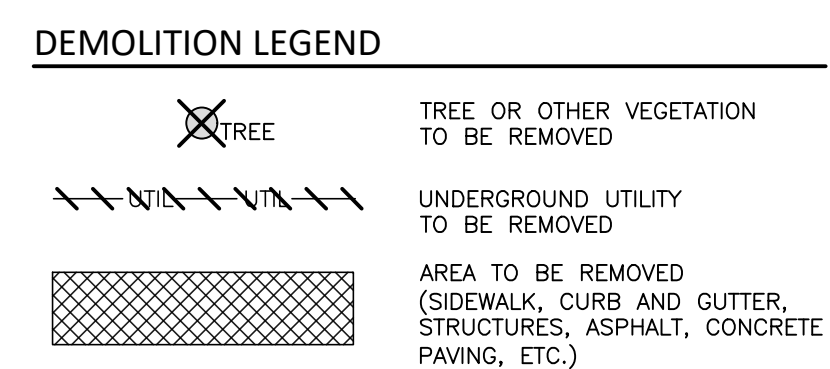 DEMOLITION LEGEND
TREE
TREE OR OTHER VEGETATION
TO BE REMOVED
UTIL UTIL
UNDERGROUND UTILITY
TO BE REMOVED
AREA TO BE REMOVED
(SIDEWALK, CURB AND GUTTER,
STRUCTURES, ASPHALT, CONCRETE
PAVING, ETC.)